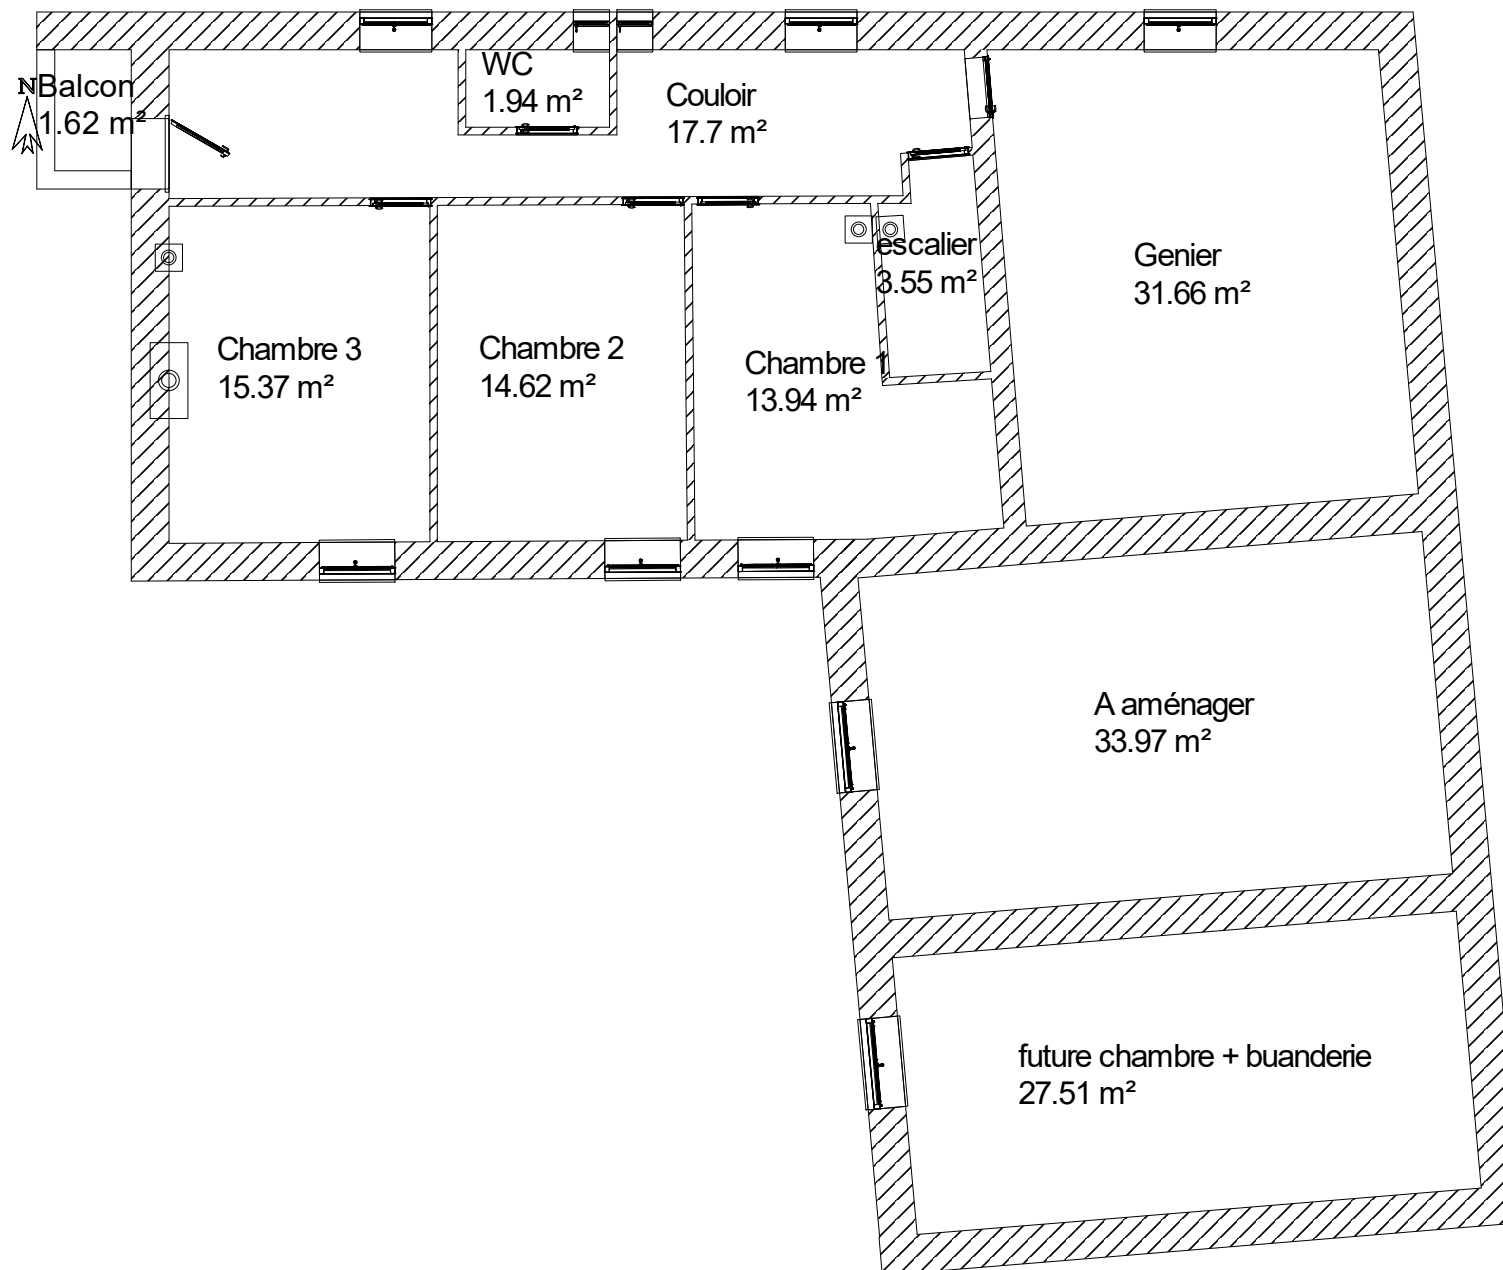 N
Balcon
1.62 m²
WC
1.94 m²
Couloir
17.7 m²
escalier
3.55 m²
Genier
31.66 m²
Chambre 3
15.37 m²
Chambre 2
14.62 m²
Chambre 1
13.94 m²
A aménager
33.97 m²
future chambre + buanderie
27.51 m²